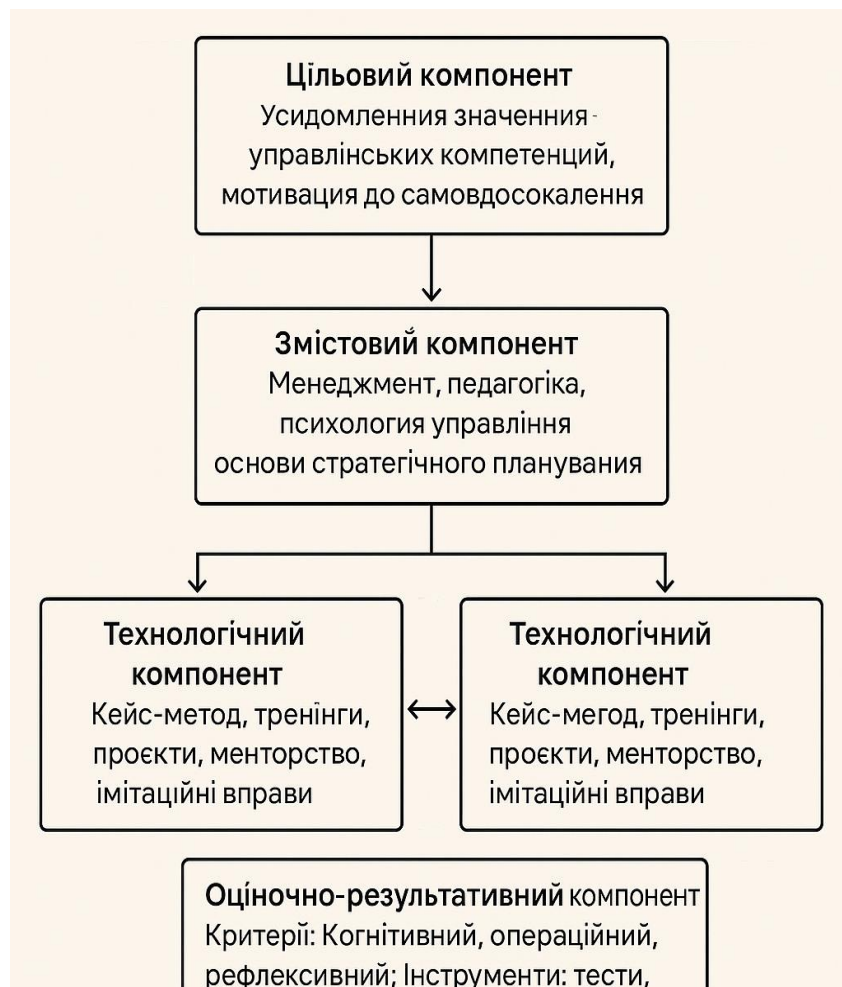 Цільовий компонент
Усидомленния значенния-
управлінських компетенций,
мотивация до самовдосокалення
Змістовий компонент
Менеджмент, педагогіка,
психология управління
основи стратегічного планування
Технологічний
компонент
Кейс-метод, тренінги,
проєкти, менторство,
імітаційні вправи
Технологічний
компонент
Кейс-мегод, тренінги,
проєкти, менторство,
імітаційні вправи
Оціночно-результативний компонент
Критерії: Когнітивний, операційний,
рефлексивний; Інструменти: тести,